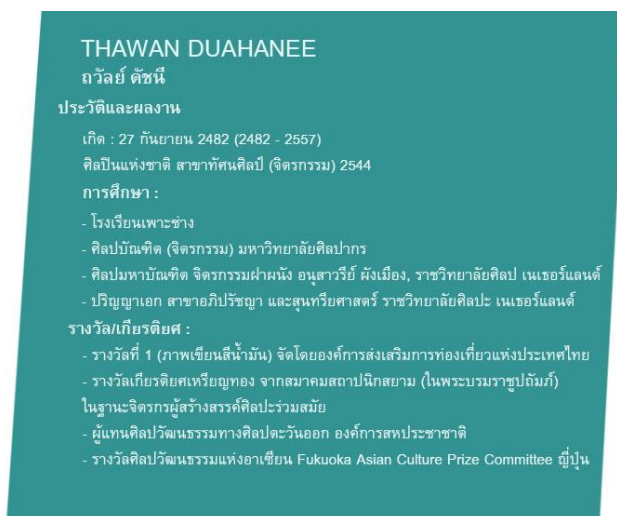 THAWAN DUAHANEE
ถวัลย์ ดัชนี
ประวัติและผลงาน
เกิด : 27 กันยายน 2482 (2482 - 2557)
ศิลปินแห่งชาติ สาขาทัศนศิลป์ (จิตรกรรม) 2544
การศึกษา :
- โรงเรียนเพาะช่าง
- ศิลปบัณฑิต (จิตรกรรม) มหาวิทยาลัยศิลปากร
- ศิลปมหาบัณฑิต จิตรกรรมฝาผนัง อนุสาวรีย์ ผังเมือง, ราชวิทยาลัยศิลป เนเธอร์แลนด์
- ปริญญาเอก สาขาอภิปรัชญา และสุนทรียศาสตร์ ราชวิทยาลัยศิลปะ เนเธอร์แลนด์
รางวัล/เกียรติยศ :
- รางวัลที่ 1 (ภาพเขียนสีน้ำมัน) จัดโดยองค์การส่งเสริมการท่องเที่ยวแห่งประเทศไทย
- รางวัลเกียรติยศเหรียญทอง จากสมาคมสถาปนิกสยาม (ในพระบรมราชูปถัมภ์)
ในฐานะจิตรกรผู้สร้างสรรค์ศิลปะร่วมสมัย
- ผู้แทนศิลปวัฒนธรรมทางศิลปตะวันออก องค์การสหประชาชาติ
- รางวัลศิลปวัฒนธรรมแห่งอาเซียน Fukuoka Asian Culture Prize Committee ญี่ปุ่น